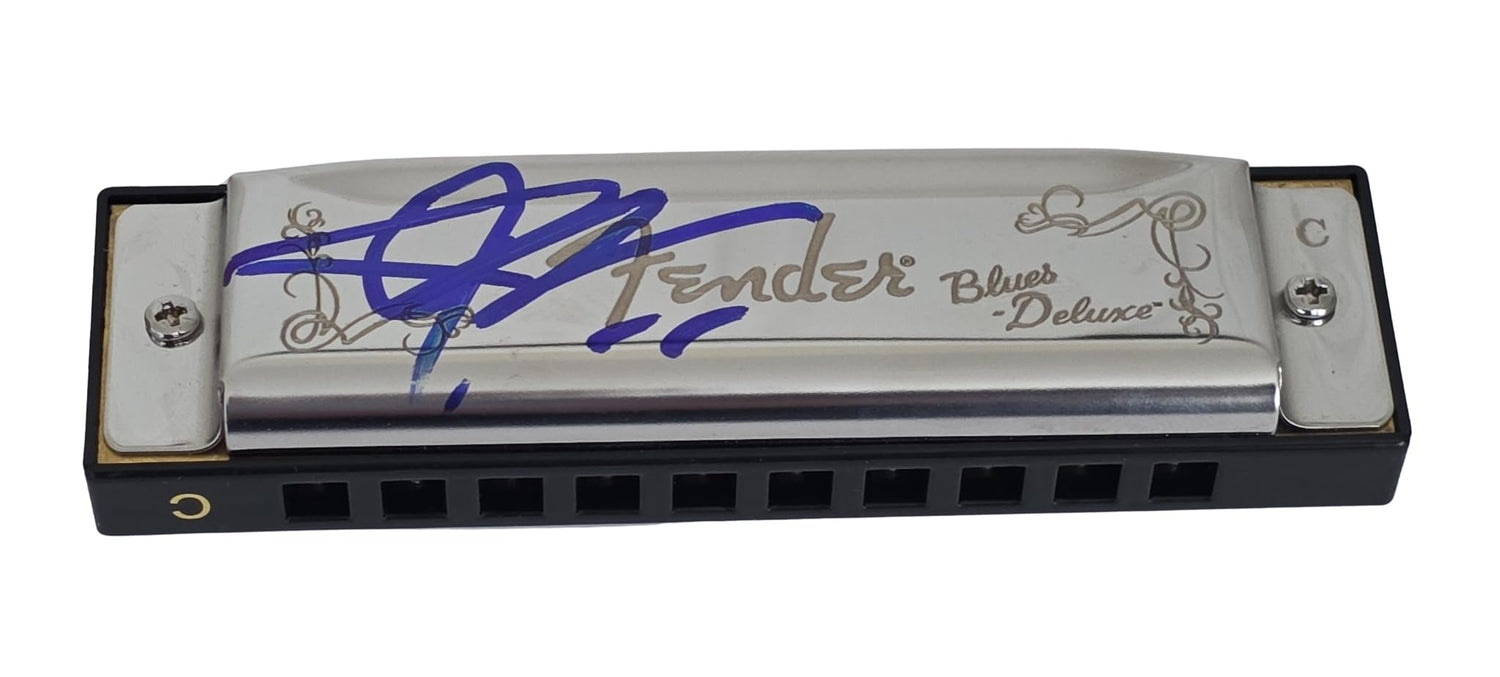 Fender®
Blues
-Deluxe-
C
C